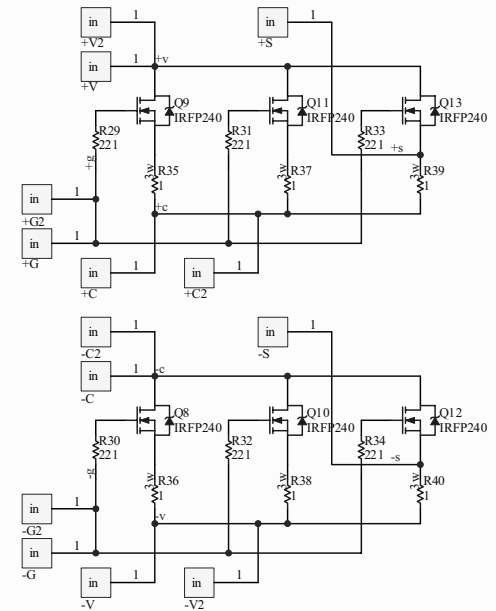 in 1 in 1
+V2 +S
in 1 +v
+V
Q9 Q11 Q13
IRFP240 IRFP240 IRFP240
R29 R31 R33
221 221 221
+g +s
3w R35 3w R37 3w R39
1 1 1
in 1 +c
+G2
in 1
+G
in 1 in 1
+C +C2
in 1 in 1
-C2 -S
in 1 -c
-C
Q8 Q10 Q12
IRFP240 IRFP240 IRFP240
R30 R32 R34
221 221 221
-g -s
3w R36 3w R38 3w R40
1 1 1
in 1 -v
-G2
in 1
-G
in 1 in 1
-V -V2